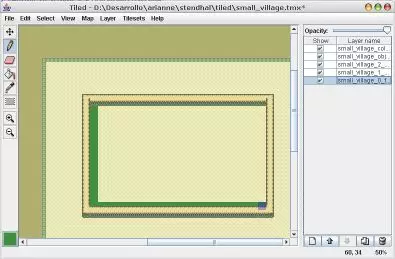 Tiled - D:\Desarrollo\arianne\stendhal\tiled\small_village.tmx*
File Edit Select View Map Layer Tilesets Help
Opacity:
Show Layer name
small_village_col...
small_village_obj...
small_village_2_...
small_village_1_...
small_village_0_f...
60, 34 50%